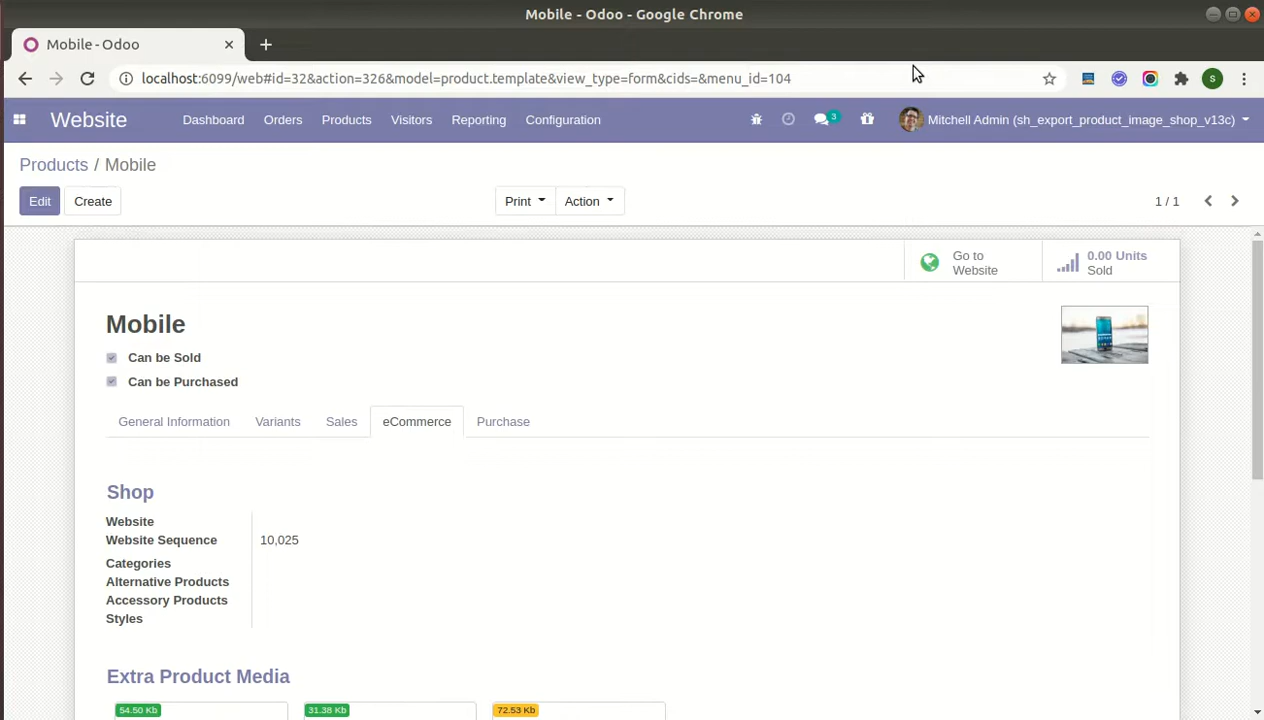 Mobile - Odoo - Google Chrome
Mobile - Odoo
localhost:6099/web#id=32&action=326&model=product.template&view_type=form&cids=&menu_id=104
S
Website Dashboard Orders Products Visitors Reporting Configuration 3 Mitchell Admin (sh_export_product_image_shop_v13c)
Products / Mobile
Edit Create Print Action 1 / 1
Go to Website
0.00 Units Sold
Mobile
Can be Sold
Can be Purchased
General Information Variants Sales eCommerce Purchase
Shop
Website
Website Sequence 10,025
Categories
Alternative Products
Accessory Products
Styles
Extra Product Media
54.50 Kb 31.38 Kb 72.53 Kb